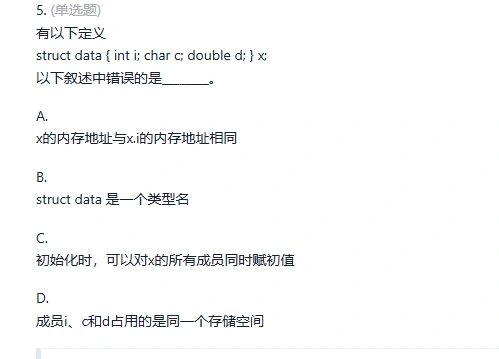 5. (单选题)
有以下定义
struct data { int i; char c; double d; } x;
以下叙述中错误的是_______。
A.
x的内存地址与x.i的内存地址相同
B.
struct data 是一个类型名
C.
初始化时，可以对x的所有成员同时赋初值
D.
成员i、c和d占用的是同一个存储空间